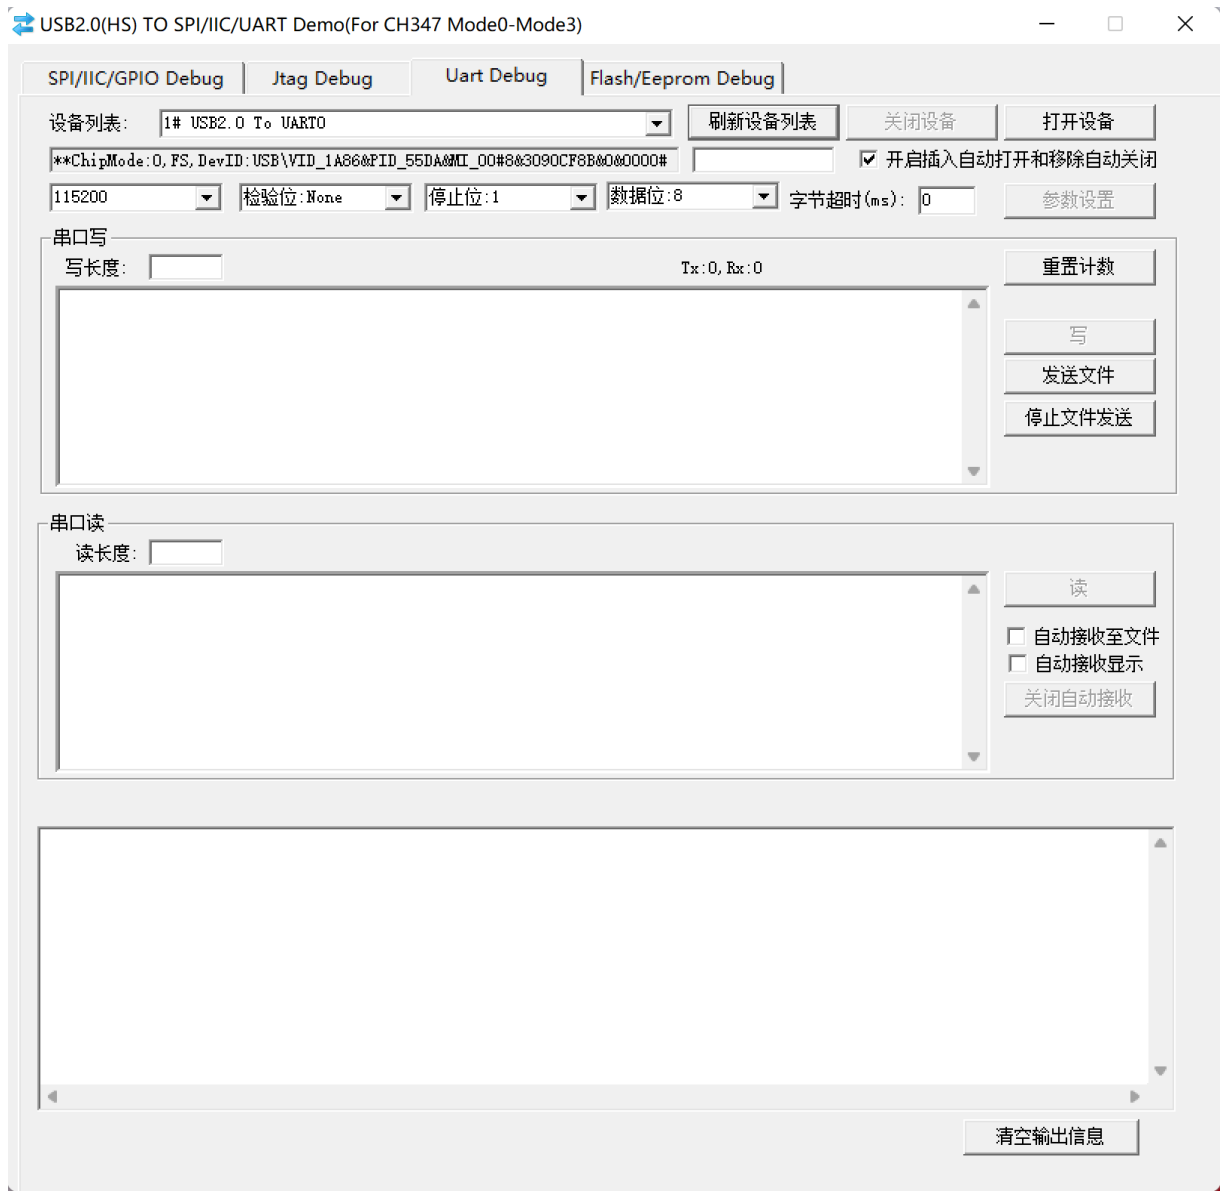 USB2.0(HS) TO SPI/IIC/UART Demo(For CH347 Mode0-Mode3)
SPI/IIC/GPIO Debug Jtag Debug Uart Debug Flash/Eeprom Debug
设备列表: 1# USB2.0 To UART0 刷新设备列表 关闭设备 打开设备
**ChipMode:0,FS,DevID:USB\VID_1A86&PID_55DA&MI_00#8&3090CF8B&0&0000# 开启插入自动打开和移除自动关闭
115200 检验位:None 停止位:1 数据位:8 字节超时(ms): 0 参数设置
串口写
写长度: Tx:0,Rx:0 重置计数
写
发送文件
停止文件发送
串口读
读长度:
读
自动接收至文件
自动接收显示
关闭自动接收
清空输出信息